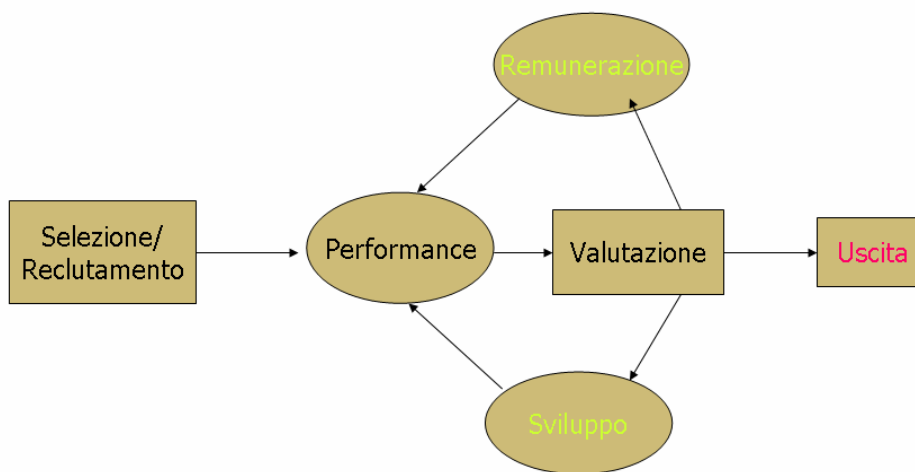 Remunerazione
Selezione/
Reclutamento
Performance
Valutazione
Uscita
Sviluppo